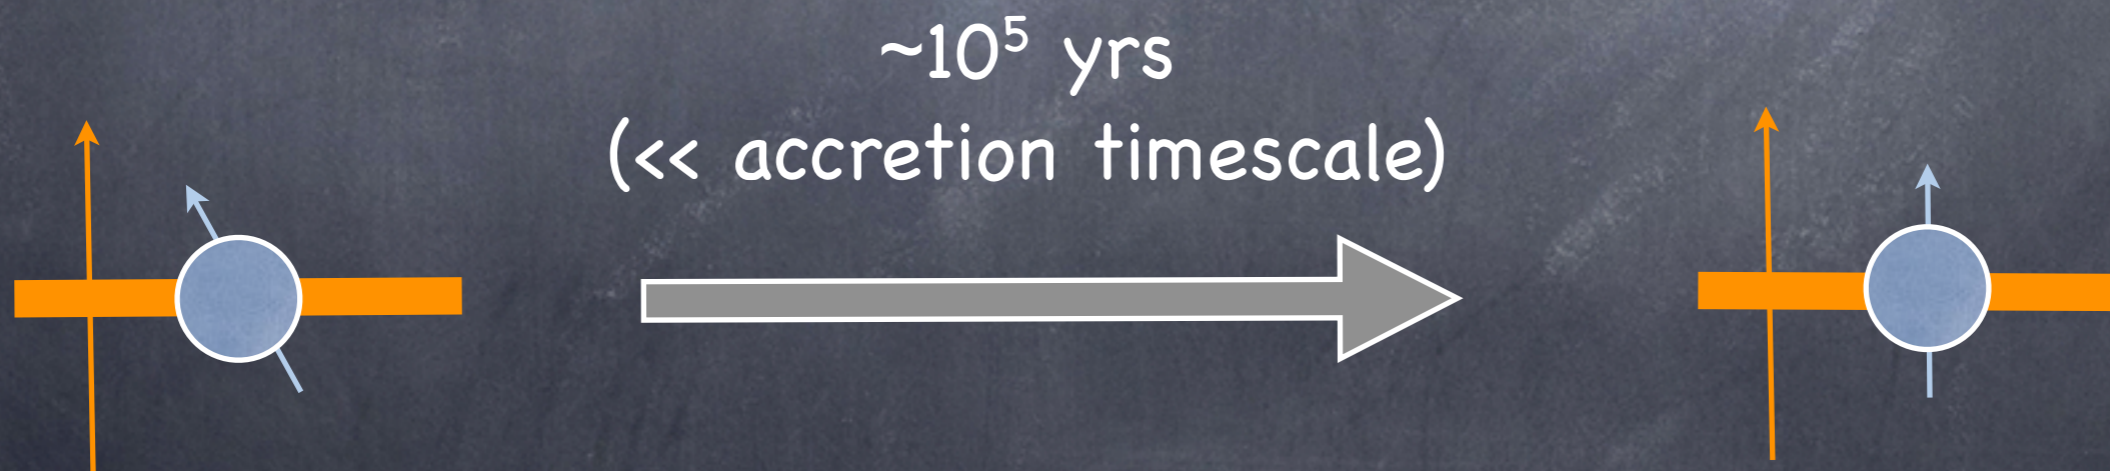 ~10⁵ yrs
(<< accretion timescale)